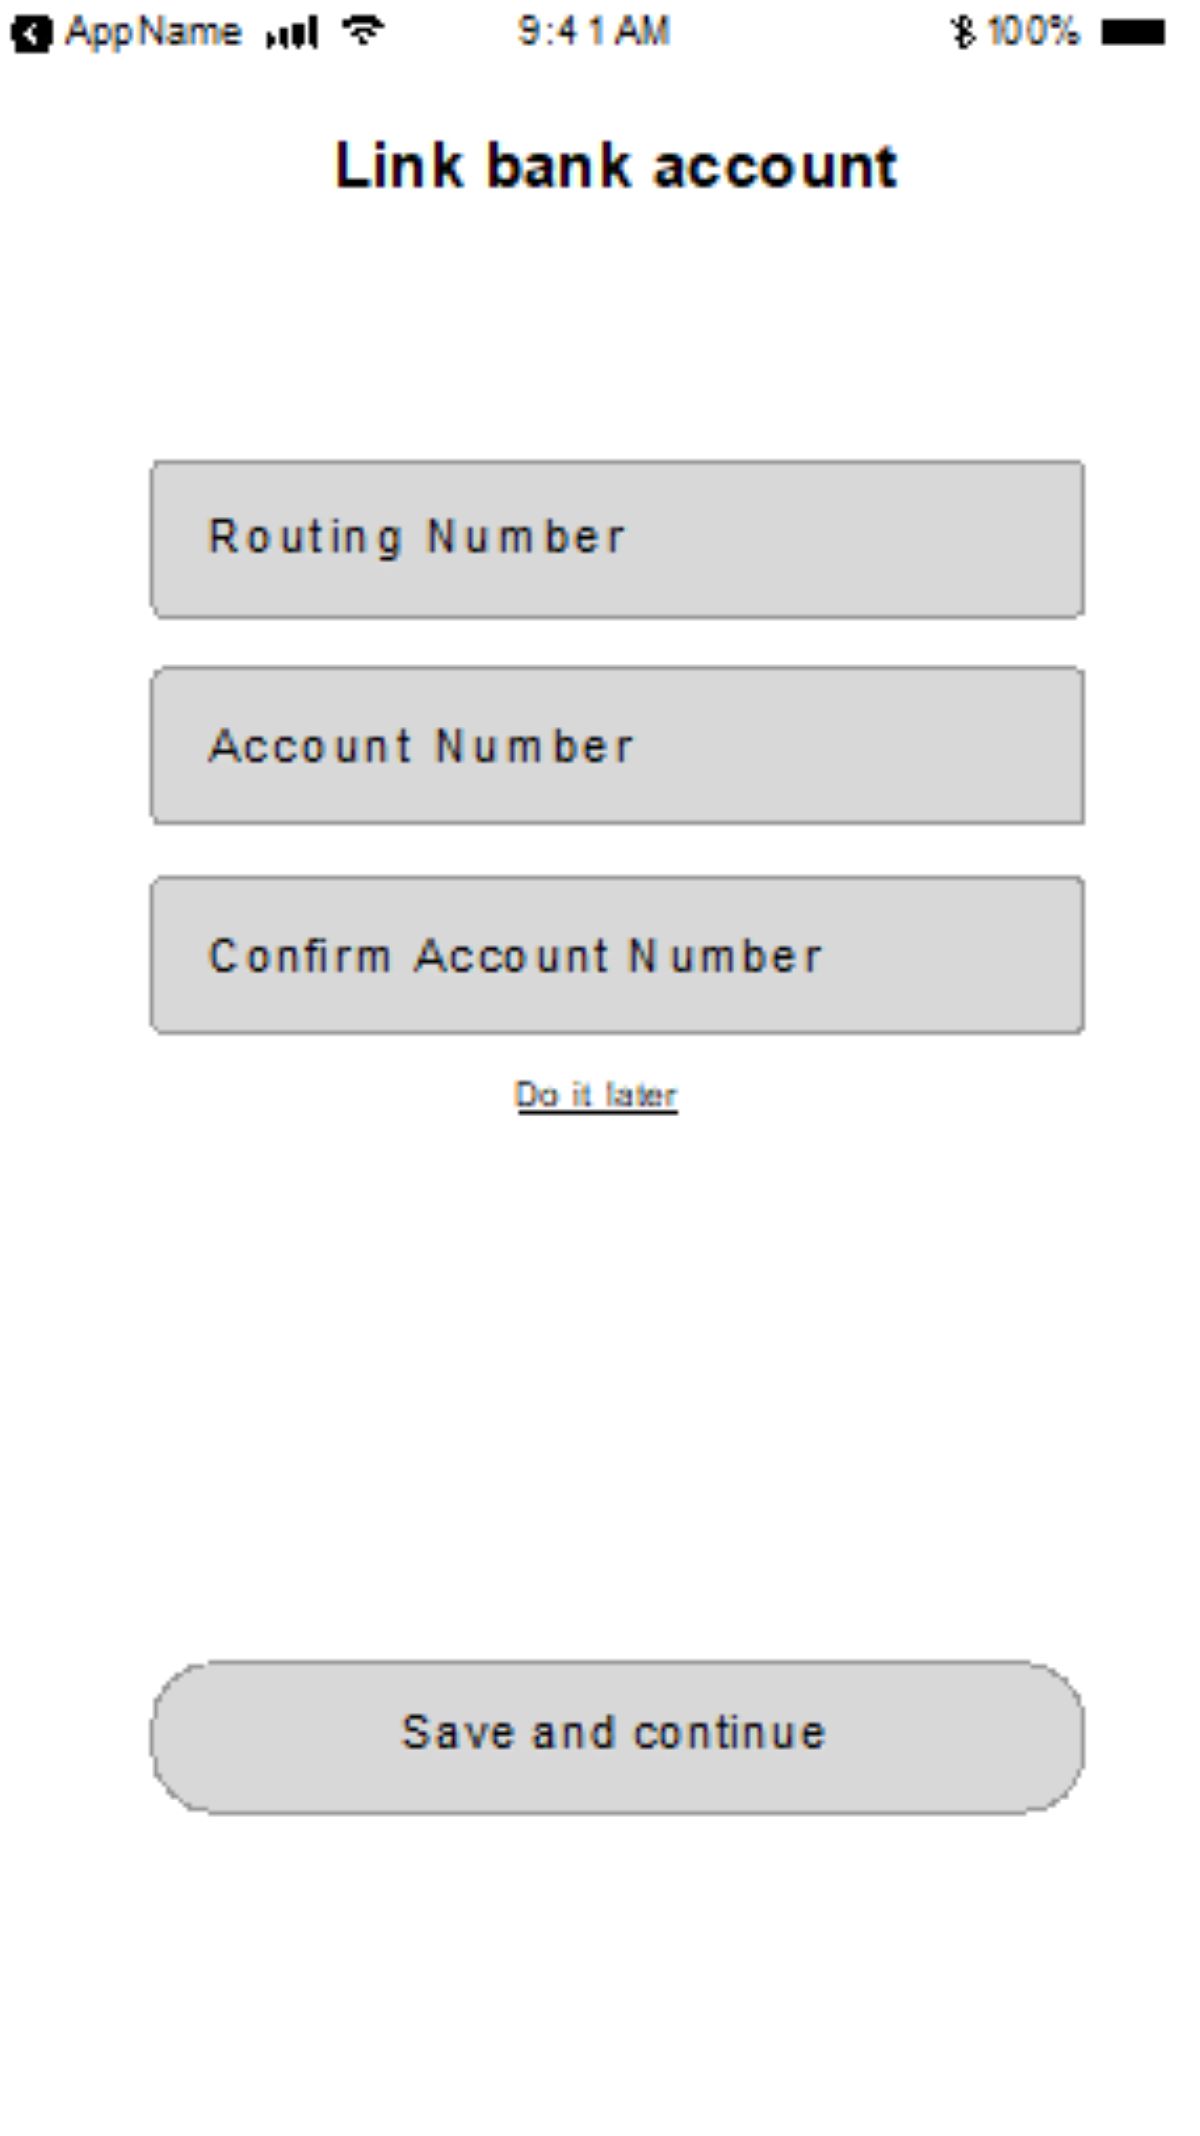 AppName 9:41 AM 100%
Link bank account
Routing Number
Account Number
Confirm Account Number
Do it later
Save and continue